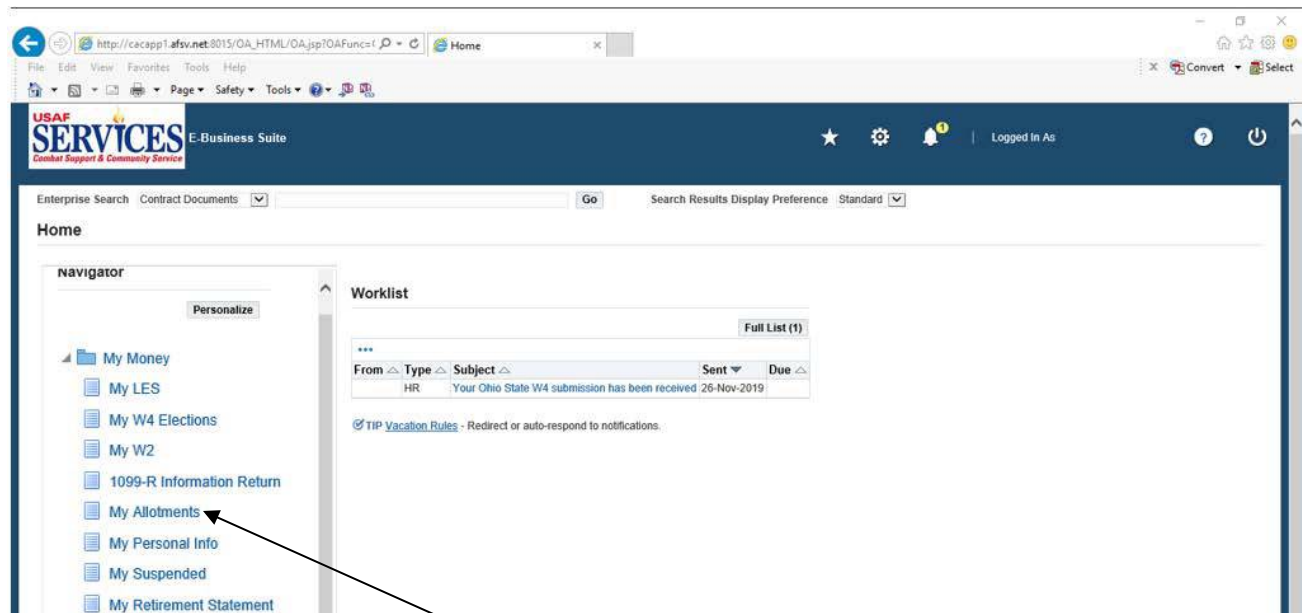 http://cacapp1.afsv.net:8015/OA_HTML/OA.jsp?OAFunc=
Home
File Edit View Favorites Tools Help
Convert Select
Page Safety Tools
USAF
SERVICES E-Business Suite
Combat Support & Community Service
1
Logged In As
Enterprise Search Contract Documents Go Search Results Display Preference Standard
Home
Navigator
Personalize
My Money
My LES
My W4 Elections
My W2
1099-R Information Return
My Allotments
My Personal Info
My Suspended
My Retirement Statement
Worklist
Full List (1)
...
From Type Subject Sent Due
HR Your Ohio State W4 submission has been received 26-Nov-2019
TIP Vacation Rules - Redirect or auto-respond to notifications.